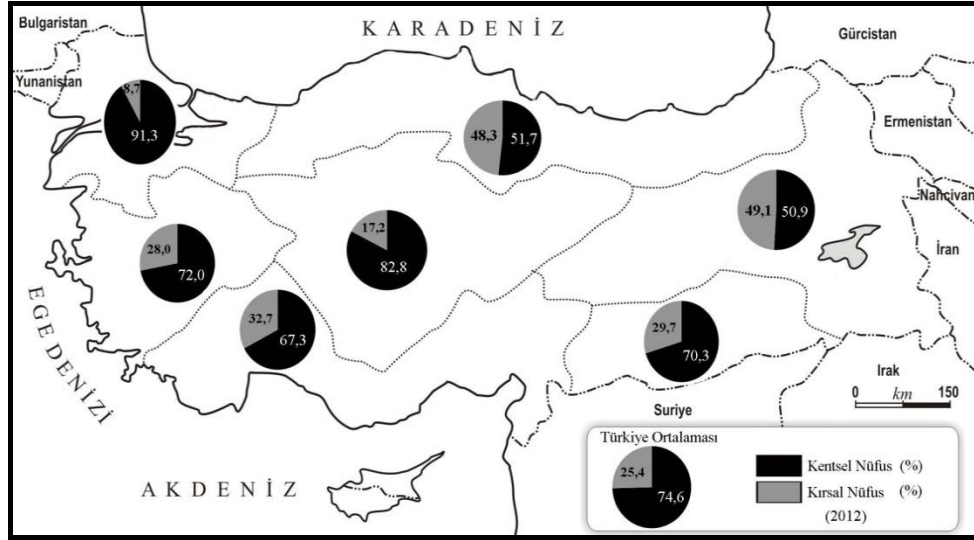 Bulgaristan
KARADENİZ
Gürcistan
Yunanistan
8,7
91,3
48,3
51,7
Ermenistan
Nahcivan
49,1
50,9
İran
17,2
82,8
28,0
72,0
32,7
67,3
29,7
70,3
EGE DENİZİ
Irak
0 km 150
Suriye
AKDENİZ
Türkiye Ortalaması
25,4
74,6
Kentsel Nüfus (%)
Kırsal Nüfus (%)
(2012)